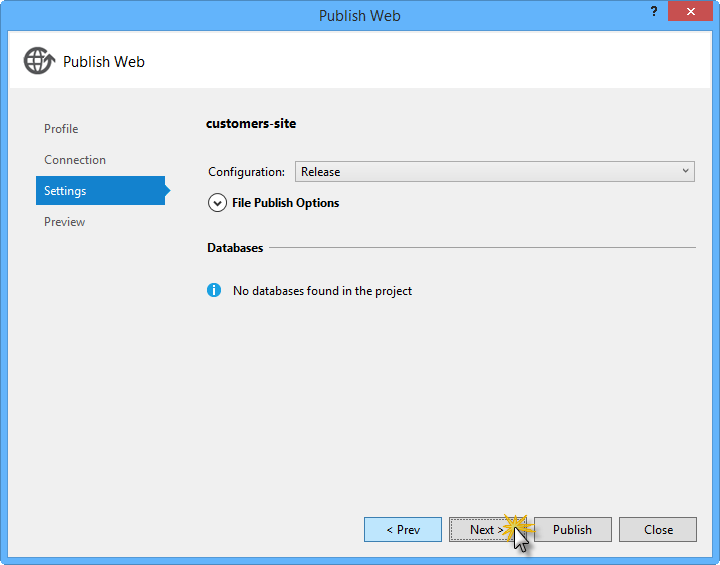 Publish Web
?
Publish Web
Profile
Connection
Settings
Preview
customers-site
Configuration: Release
File Publish Options
Databases
No databases found in the project
< Prev
Next >
Publish
Close